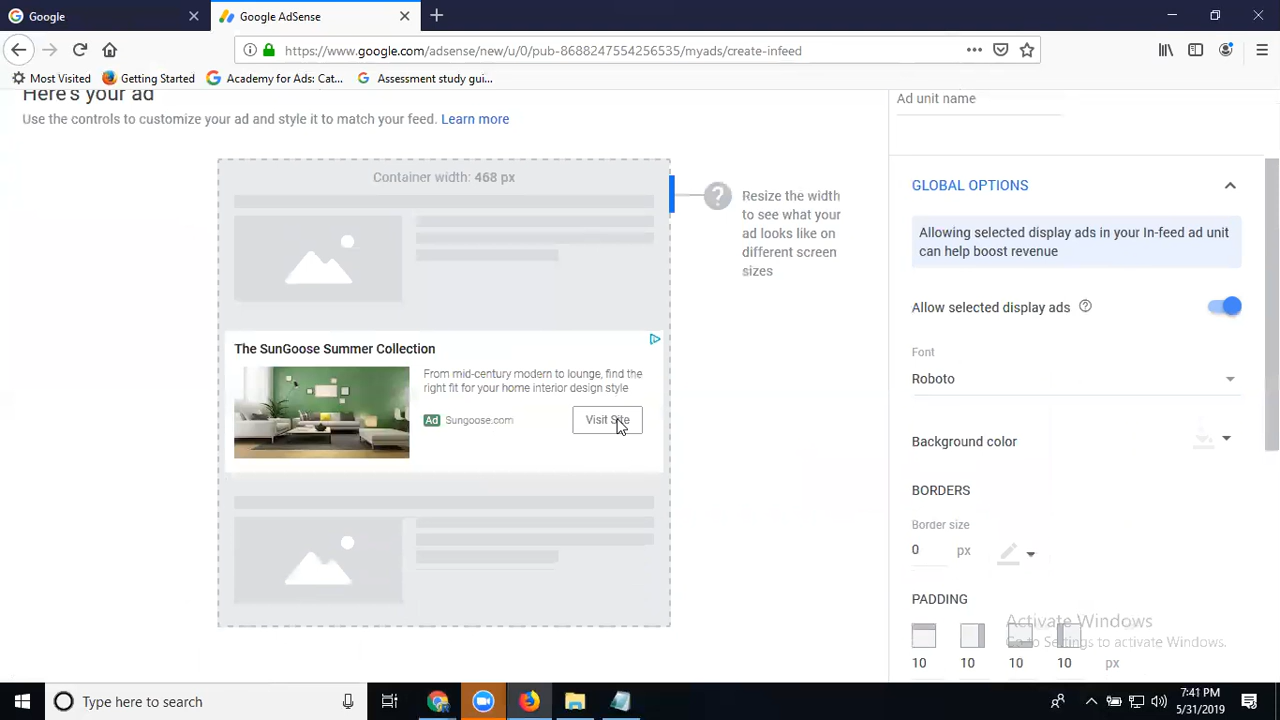 Google
Google AdSense
https://www.google.com/adsense/new/u/0/pub-8688247554256535/myads/create-infeed
Most Visited
Getting Started
Academy for Ads: Cat...
Assessment study gui...
Here's your ad
Use the controls to customize your ad and style it to match your feed. Learn more
Container width: 468 px
?
Resize the width
to see what your
ad looks like on
different screen
sizes
The SunGoose Summer Collection
From mid-century modern to lounge, find the
right fit for your home interior design style
Ad Sungoose.com
Visit Site
Ad unit name
GLOBAL OPTIONS
Allowing selected display ads in your In-feed ad unit
can help boost revenue
Allow selected display ads
Font
Roboto
Background color
BORDERS
Border size
0 px
PADDING
10 10 10 10 px
Activate Windows
Go to Settings to activate Windows.
Type here to search
7:41 PM
5/31/2019